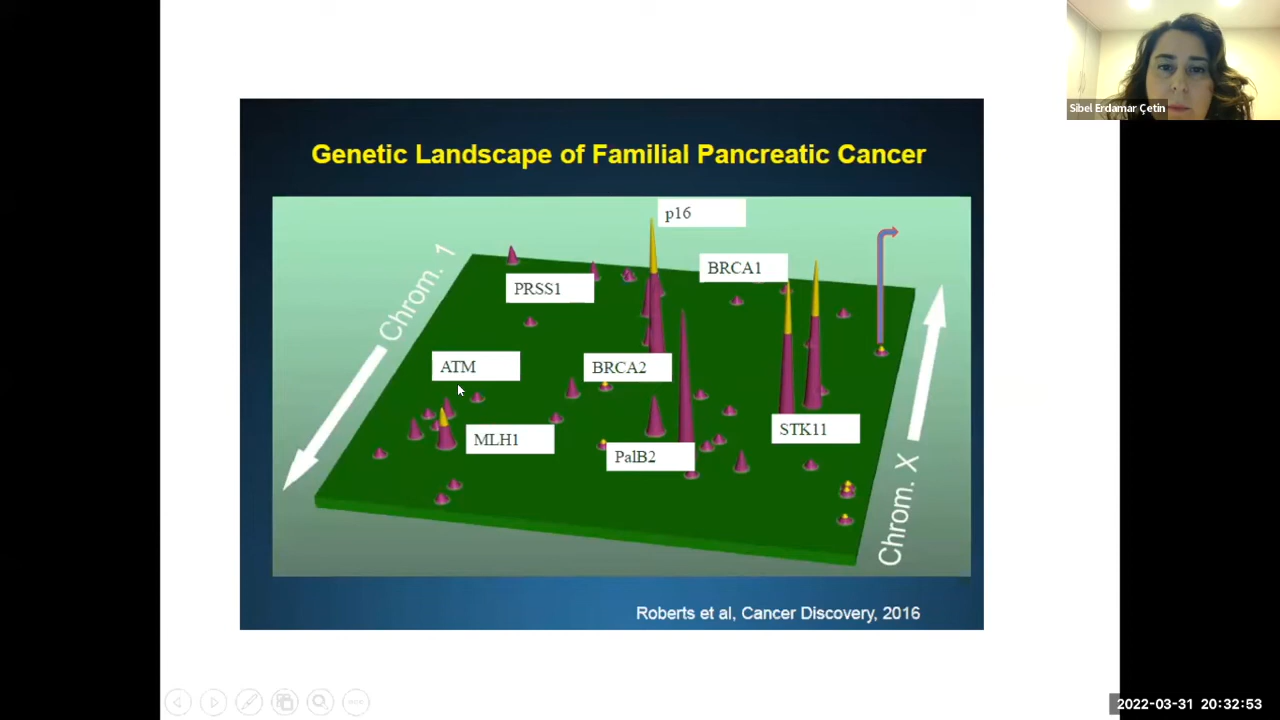 Sibel Erdamar Çetin
Genetic Landscape of Familial Pancreatic Cancer
p16
Chrom. 1
BRCA1
PRSS1
ATM
BRCA2
MLH1
STK11
PalB2
Chrom. X
Roberts et al, Cancer Discovery, 2016
2022-03-31 20:32:53